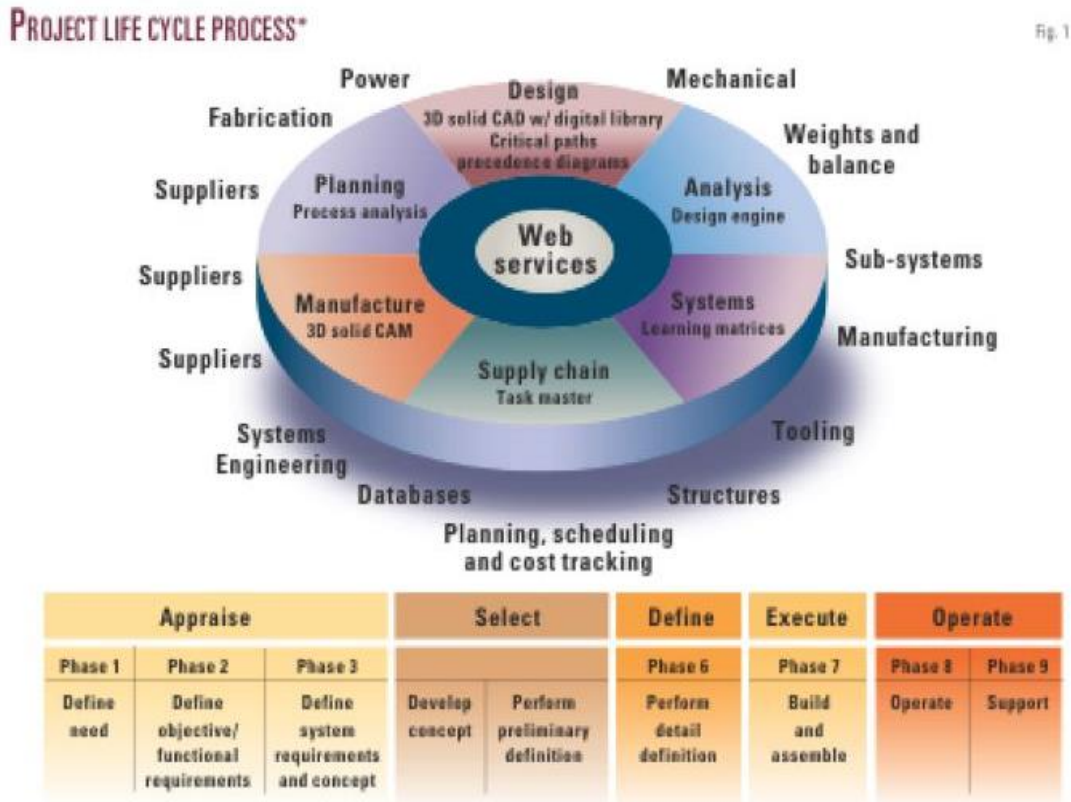 PROJECT LIFE CYCLE PROCESS*
Fig. 1
Power
Mechanical
Fabrication
Weights and
balance
Suppliers
Design
3D solid CAD w/ digital library
Critical paths
precedence diagrams
Planning
Process analysis
Analysis
Design engine
Web
services
Suppliers
Sub-systems
Manufacture
3D solid CAM
Systems
Learning matrices
Manufacturing
Suppliers
Supply chain
Task master
Systems
Engineering
Tooling
Databases
Structures
Planning, scheduling
and cost tracking
Appraise
Select
Define
Execute
Operate
Phase 1
Phase 2
Phase 3
Phase 6
Phase 7
Phase 8
Phase 9
Define
need
Define
objective/
functional
requirements
Define
system
requirements
and concept
Develop
concept
Perform
preliminary
definition
Perform
detail
definition
Build
and
assemble
Operate
Support